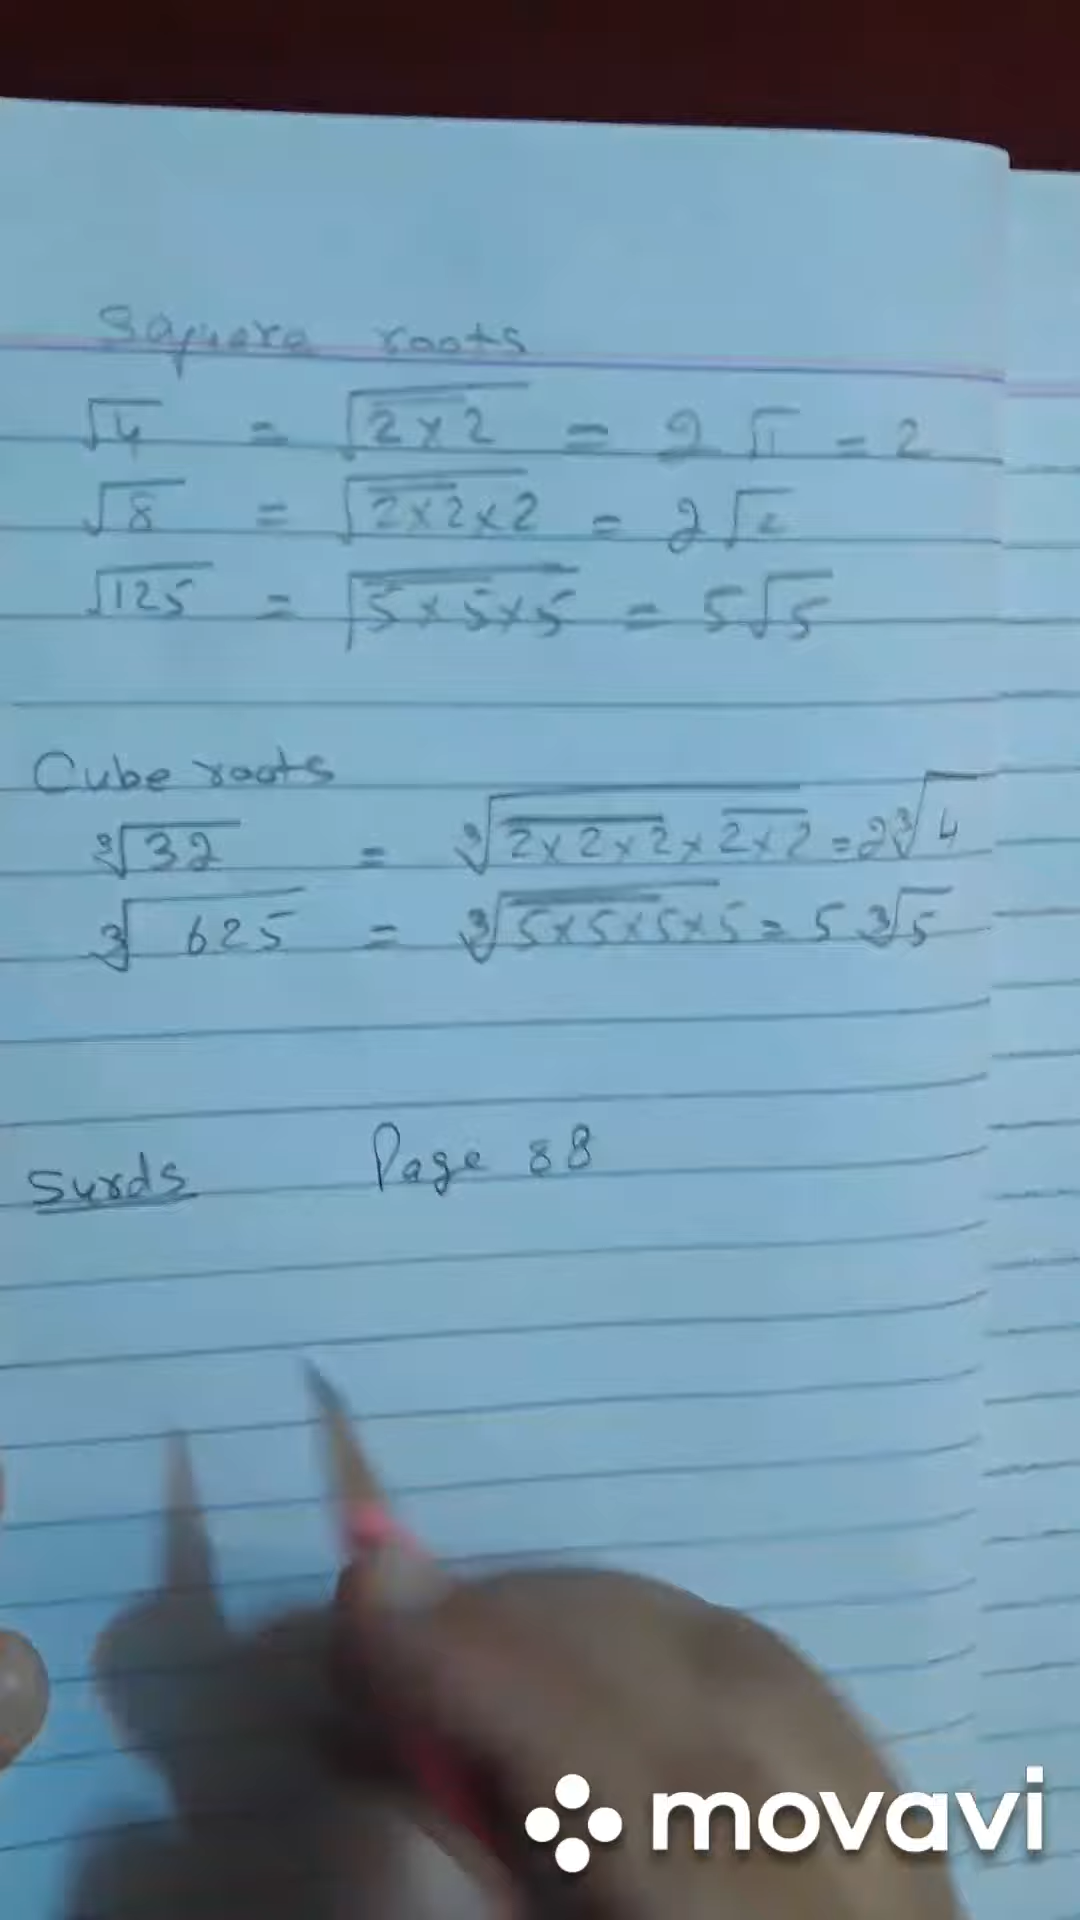 Square roots
√4 = √2×2 = 2√1 = 2
√8 = √2×2×2 = 2√2
√125 = √5×5×5 = 5√5
Cube roots
∛32 = ∛2×2×2×2×2 = 2∛4
∛625 = ∛5×5×5×5 = 5∛5
Surds Page 88
movavi